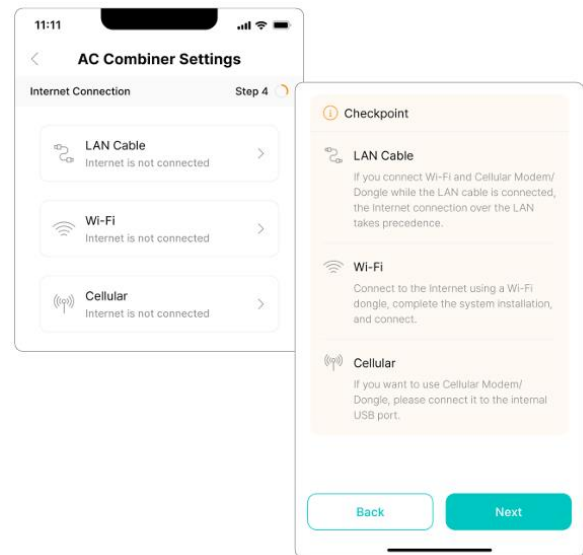 11:11
AC Combiner Settings
Internet Connection Step 4
LAN Cable
Internet is not connected
Wi-Fi
Internet is not connected
Cellular
Internet is not connected
Checkpoint
LAN Cable
If you connect Wi-Fi and Cellular Modem/
Dongle while the LAN cable is connected,
the Internet connection over the LAN
takes precedence.
Wi-Fi
Connect to the Internet using a Wi-Fi
dongle, complete the system installation,
and connect.
Cellular
If you want to use Cellular Modem/
Dongle, please connect it to the internal
USB port.
Back Next